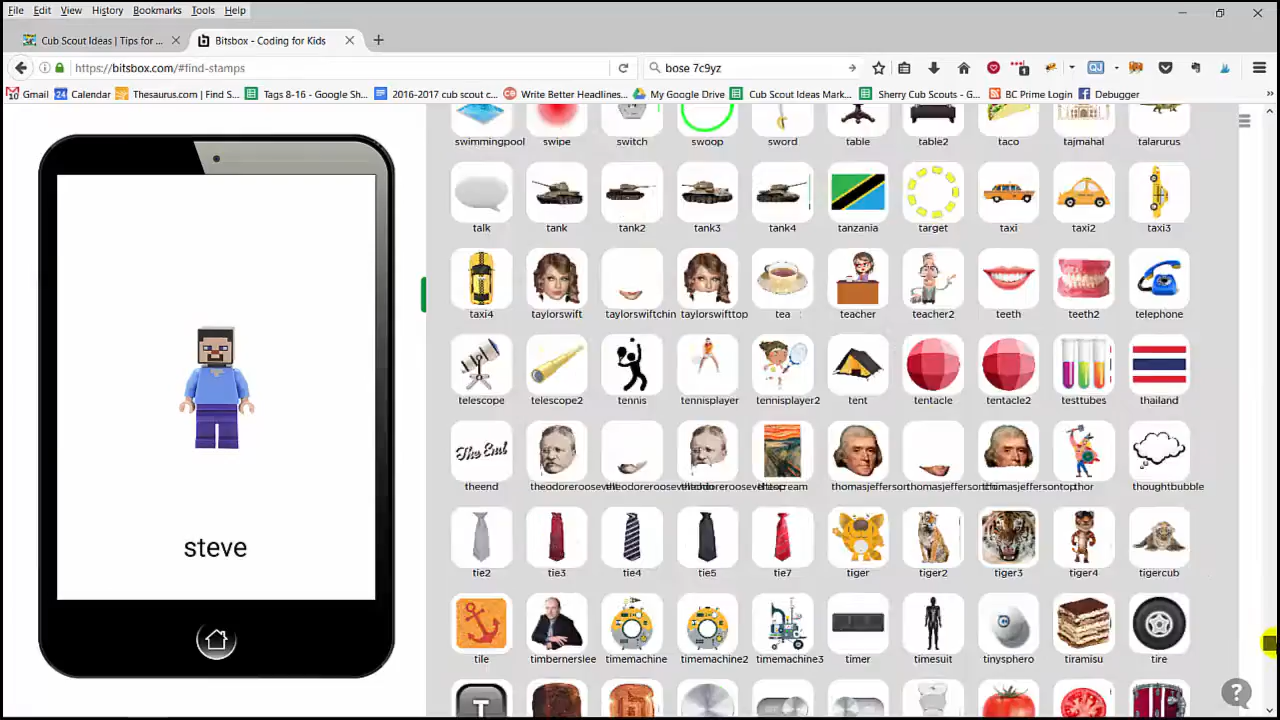 File Edit View History Bookmarks Tools Help
Cub Scout Ideas | Tips for ... Bitsbox - Coding for Kids
https://bitsbox.com/#find-stamps bose 7c9yz
Gmail 24 Calendar Thesaurus.com | Find S... Tags 8-16 - Google Sh... 2016-2017 cub scout c... Write Better Headlines... My Google Drive Cub Scout Ideas Mark... Sherry Cub Scouts - G... BC Prime Login Debugger
swimmingpool swipe switch swoop sword table table2 taco tajmahal talarurus
talk tank tank2 tank3 tank4 tanzania target taxi taxi2 taxi3
taxi4 taylorswift taylorswiftchin taylorswifttop tea teacher teacher2 teeth teeth2 telephone
telescope telescope2 tennis tennisplayer tennisplayer2 tent tentacle tentacle2 testtubes thailand
The End
theend thomasjefferson thor thoughtbubble
steve
tie2 tie3 tie4 tie5 tie7 tiger tiger2 tiger3 tiger4 tigercub
tile timbernerslee timemachine timemachine2 timemachine3 timer timesuit tinysphero tiramisu tire
T